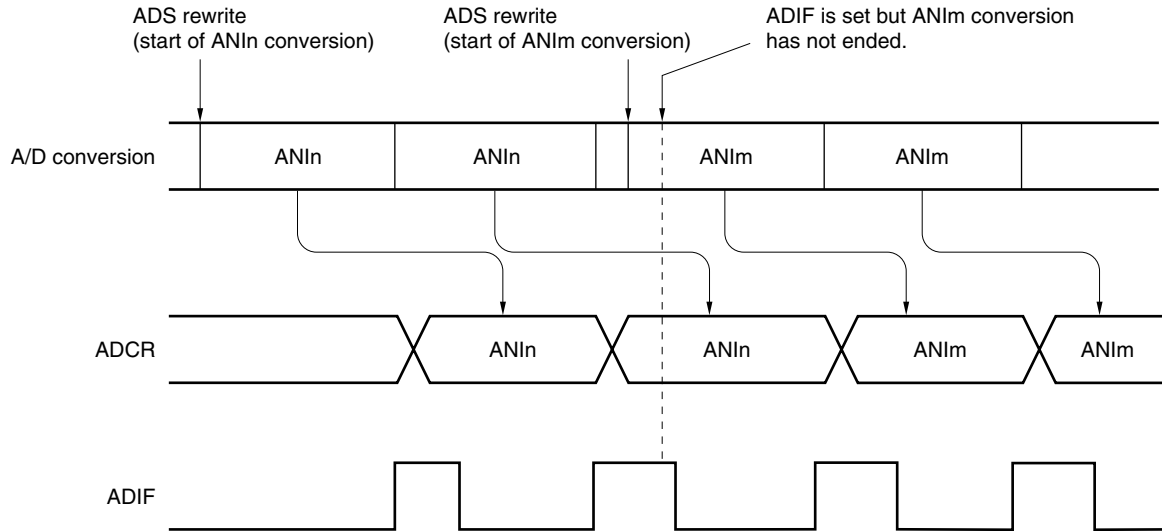 ADS rewrite
(start of ANIn conversion)
ADS rewrite
(start of ANIm conversion)
ADIF is set but ANIm conversion
has not ended.
A/D conversion
ANIn
ANIn
ANIm
ANIm
ADCR
ANIn
ANIn
ANIm
ANIm
ADIF